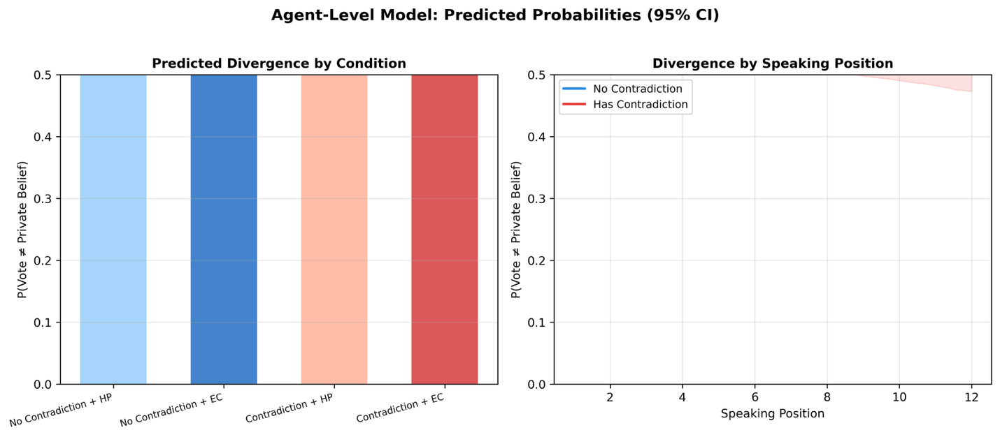 Agent-Level Model: Predicted Probabilities (95% CI)
Predicted Divergence by Condition
P(Vote ≠ Private Belief)
0.5
0.4
0.3
0.2
0.1
0.0
No Contradiction + HP
No Contradiction + EC
Contradiction + HP
Contradiction + EC
Divergence by Speaking Position
P(Vote ≠ Private Belief)
0.5
0.4
0.3
0.2
0.1
0.0
No Contradiction
Has Contradiction
2 4 6 8 10 12
Speaking Position